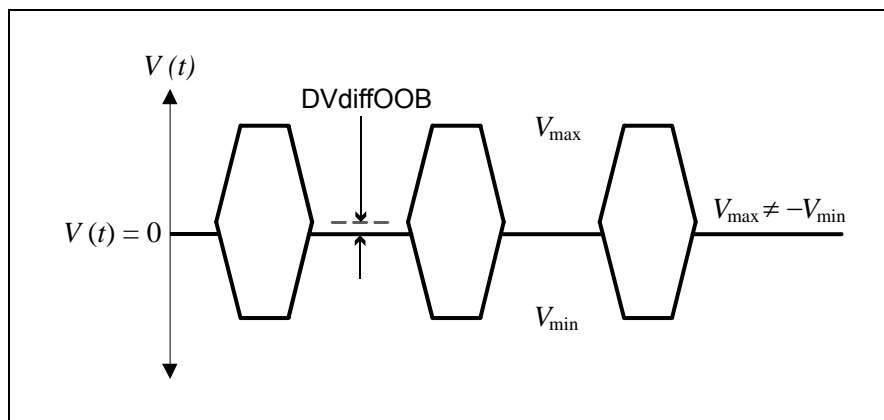 V (t)
DVdiffOOB
Vmax
Vmax ≠ −Vmin
V (t) = 0
Vmin